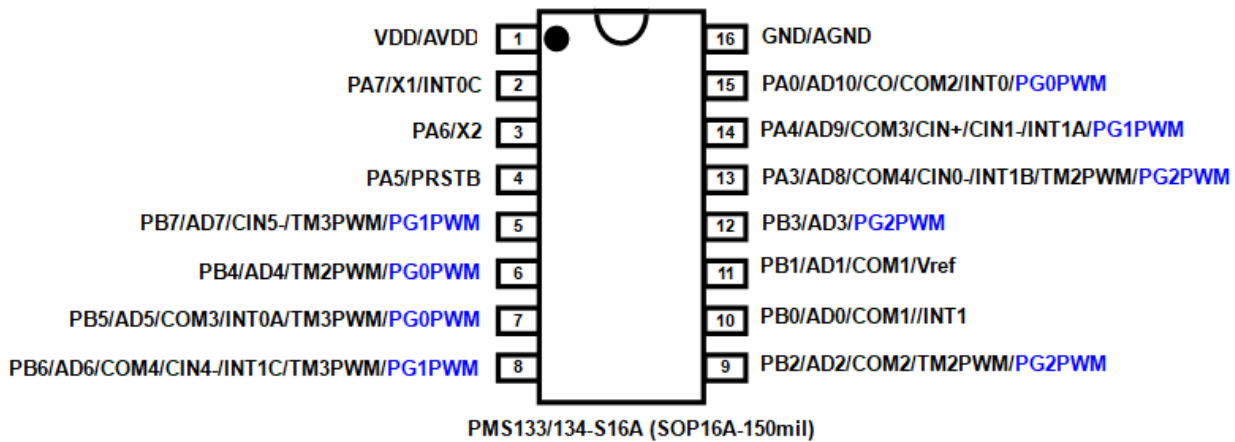 VDD/AVDD 1 16 GND/AGND
PA7/X1/INT0C 2 15 PA0/AD10/CO/COM2/INT0/PG0PWM
PA6/X2 3 14 PA4/AD9/COM3/CIN+/CIN1-/INT1A/PG1PWM
PA5/PRSTB 4 13 PA3/AD8/COM4/CIN0-/INT1B/TM2PWM/PG2PWM
PB7/AD7/CIN5-/TM3PWM/PG1PWM 5 12 PB3/AD3/PG2PWM
PB4/AD4/TM2PWM/PG0PWM 6 11 PB1/AD1/COM1/Vref
PB5/AD5/COM3/INT0A/TM3PWM/PG0PWM 7 10 PB0/AD0/COM1//INT1
PB6/AD6/COM4/CIN4-/INT1C/TM3PWM/PG1PWM 8 9 PB2/AD2/COM2/TM2PWM/PG2PWM
PMS133/134-S16A (SOP16A-150mil)